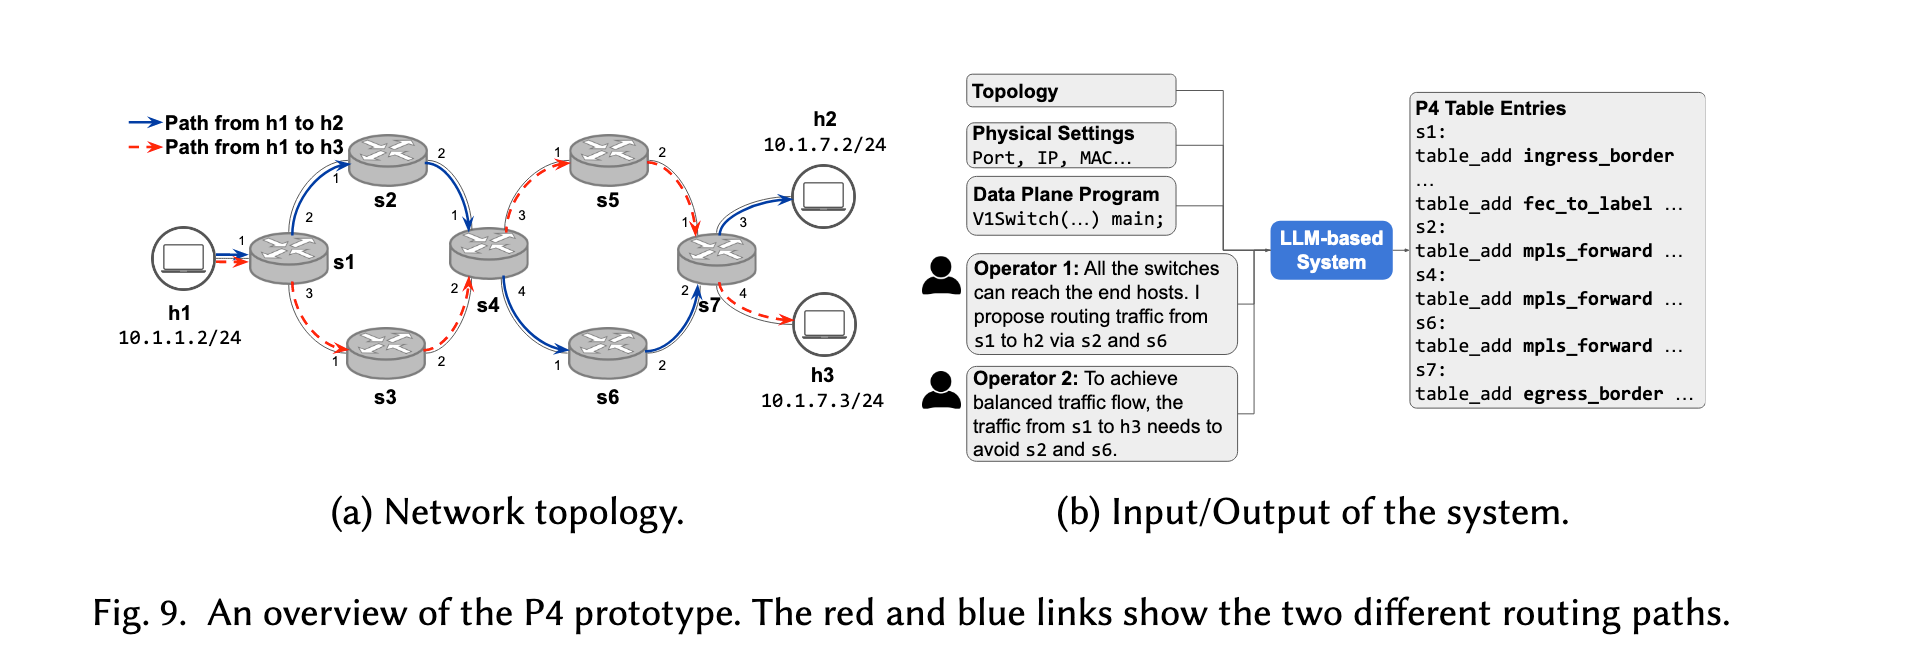 Path from h1 to h2
Path from h1 to h3
h1
10.1.1.2/24
1
s1
2
3
1
s2
2
1
s3
2
1
2
s4
3
4
1
s5
2
1
s6
2
1
2
s7
3
4
h2
10.1.7.2/24
h3
10.1.7.3/24
(a) Network topology.
Topology
Physical Settings
Port, IP, MAC…
Data Plane Program
V1Switch(…) main;
Operator 1: All the switches
can reach the end hosts. I
propose routing traffic from
s1 to h2 via s2 and s6
Operator 2: To achieve
balanced traffic flow, the
traffic from s1 to h3 needs to
avoid s2 and s6.
LLM-based
System
P4 Table Entries
s1:
table_add ingress_border
…
table_add fec_to_label …
s2:
table_add mpls_forward …
s4:
table_add mpls_forward …
s6:
table_add mpls_forward …
s7:
table_add egress_border …
(b) Input/Output of the system.
Fig. 9. An overview of the P4 prototype. The red and blue links show the two different routing paths.